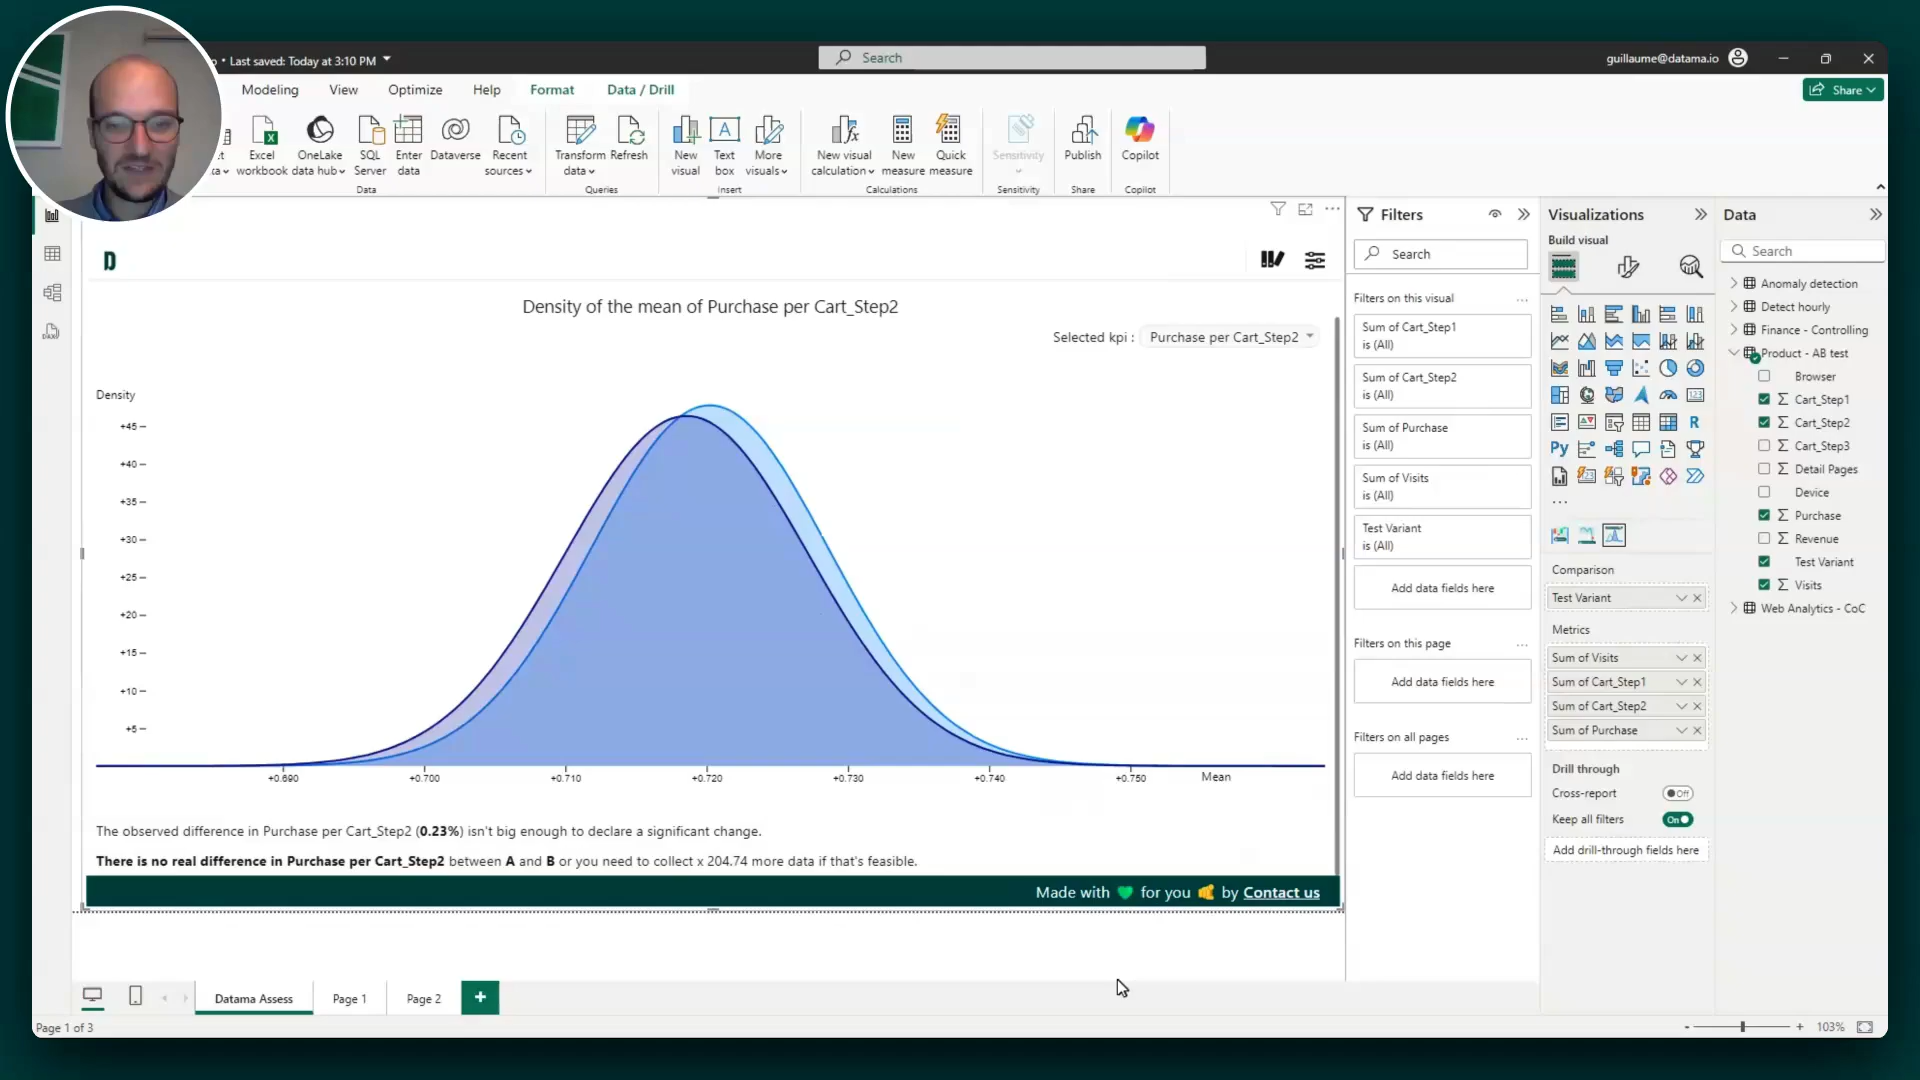 • Last saved: Today at 3:10 PM
Search
guillaume@datama.io
Modeling View Optimize Help Format Data / Drill
Share
Excel workbook
OneLake data hub
SQL Server
Enter data
Dataverse
Recent sources
Data
Transform data
Refresh
Queries
New visual
Text box
More visuals
Insert
New visual calculation
New measure
Quick measure
Calculations
Sensitivity
Sensitivity
Publish
Share
Copilot
Copilot
Density of the mean of Purchase per Cart_Step2
Selected kpi : Purchase per Cart_Step2
Density
+45
+40
+35
+30
+25
+20
+15
+10
+5
+0.690 +0.700 +0.710 +0.720 +0.730 +0.740 +0.750 Mean
The observed difference in Purchase per Cart_Step2 (0.23%) isn't big enough to declare a significant change.
There is no real difference in Purchase per Cart_Step2 between A and B or you need to collect x 204.74 more data if that's feasible.
Made with 💚 for you 🤙 by Contact us
Datama Assess Page 1 Page 2 +
Page 1 of 3
- + 103%
Filters
Search
Filters on this visual ...
Sum of Cart_Step1
is (All)
Sum of Cart_Step2
is (All)
Sum of Purchase
is (All)
Sum of Visits
is (All)
Test Variant
is (All)
Add data fields here
Filters on this page ...
Add data fields here
Filters on all pages ...
Add data fields here
Visualizations
Build visual
123
R
Py
...
Comparison
Test Variant
Metrics
Sum of Visits
Sum of Cart_Step1
Sum of Cart_Step2
Sum of Purchase
Drill through
Cross-report Off
Keep all filters On
Add drill-through fields here
Data
Search
Anomaly detection
Detect hourly
Finance - Controlling
Product - AB test
Browser
Σ Cart_Step1
Σ Cart_Step2
Σ Cart_Step3
Σ Detail Pages
Device
Σ Purchase
Σ Revenue
Test Variant
Σ Visits
Web Analytics - CoC